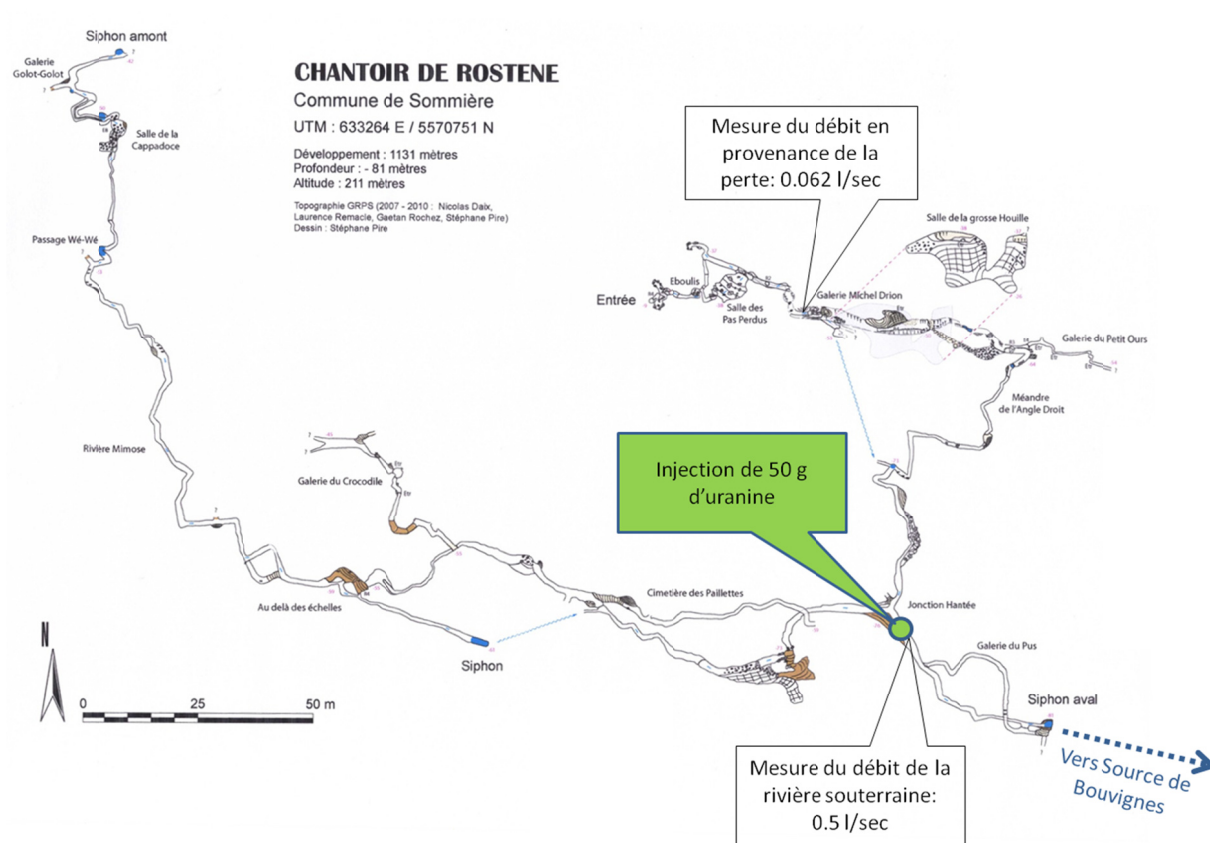 Siphon amont
Galerie
Golot-Golot
Salle de la
Cappadoce
CHANTOIR DE ROSTENE
Commune de Sommière
UTM : 633264 E / 5570751 N
Développement : 1131 mètres
Profondeur : - 81 mètres
Altitude : 211 mètres
Topographie GRPS (2007 - 2010 : Nicolas Daix,
Laurence Remacle, Gaetan Rochez, Stéphane Pire)
Dessin : Stéphane Pire
Mesure du débit en
provenance de la
perte: 0.062 l/sec
Salle de la grosse Houille
Passage Wé-Wé
Eboulis
Entrée
Salle des
Pas Perdus
Galerie Michel Drion
Etr
Galerie du Petit Ours
Etr
Etr
Méandre
de l'Angle Droit
Rivière Mimose
Galerie du Crocodile
Etr
Etr
Injection de 50 g
d'uranine
Au delà des échelles
Cimetière des Paillettes
Jonction Hantée
Siphon
Galerie du Pus
Siphon aval
N
0 25 50 m
Mesure du débit de la
rivière souterraine:
0.5 l/sec
Vers Source de
Bouvignes